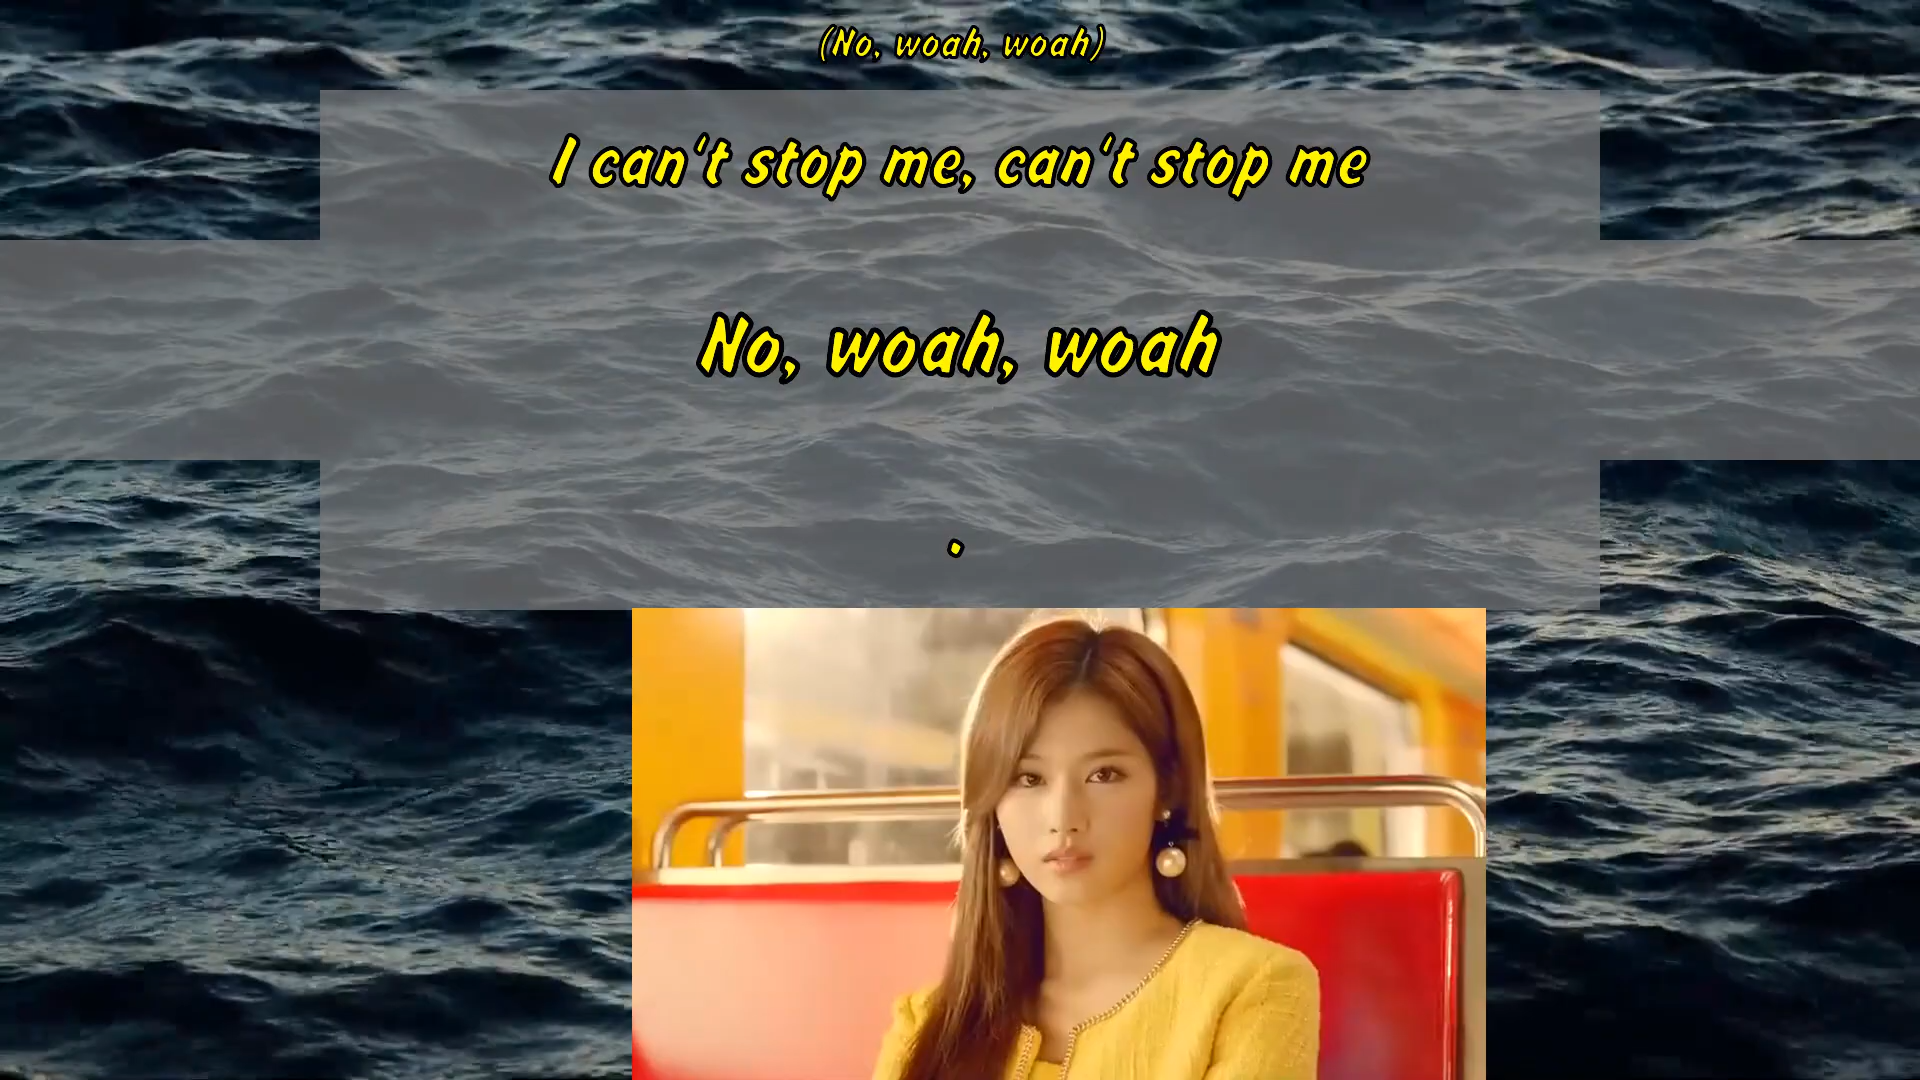 (No, woah, woah)
I can't stop me, can't stop me
No, woah, woah
.